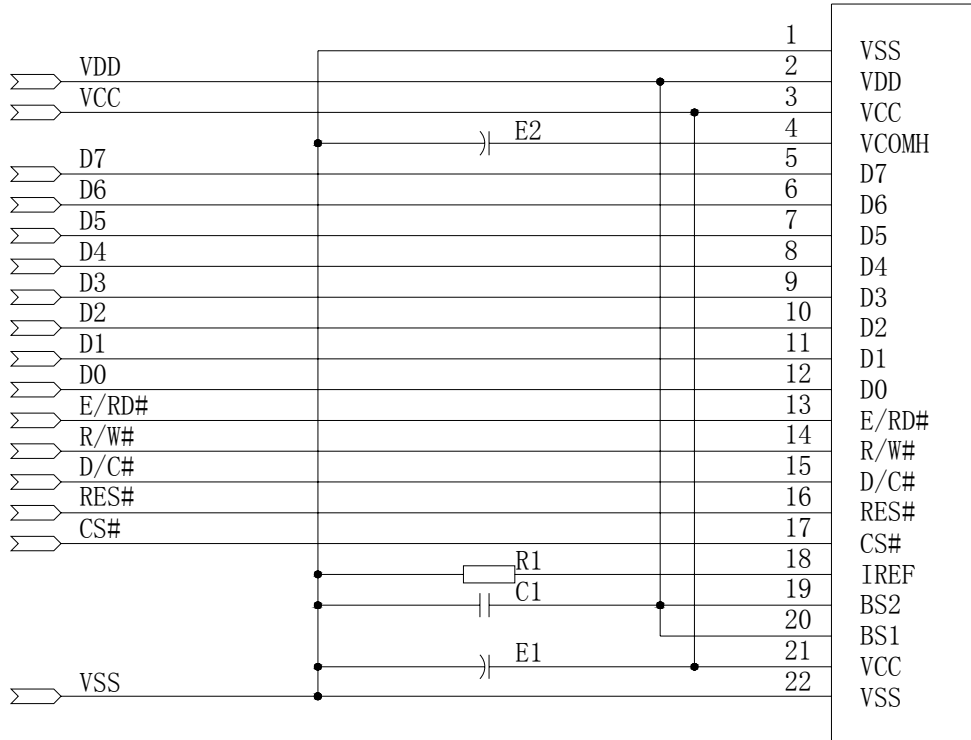 1 VSS
VDD 2 VDD
VCC 3 VCC
E2 4 VCOMH
D7 5 D7
D6 6 D6
D5 7 D5
D4 8 D4
D3 9 D3
D2 10 D2
D1 11 D1
D0 12 D0
E/RD# 13 E/RD#
R/W# 14 R/W#
D/C# 15 D/C#
RES# 16 RES#
CS# 17 CS#
R1 18 IREF
C1 19 BS2
20 BS1
E1 21 VCC
VSS 22 VSS